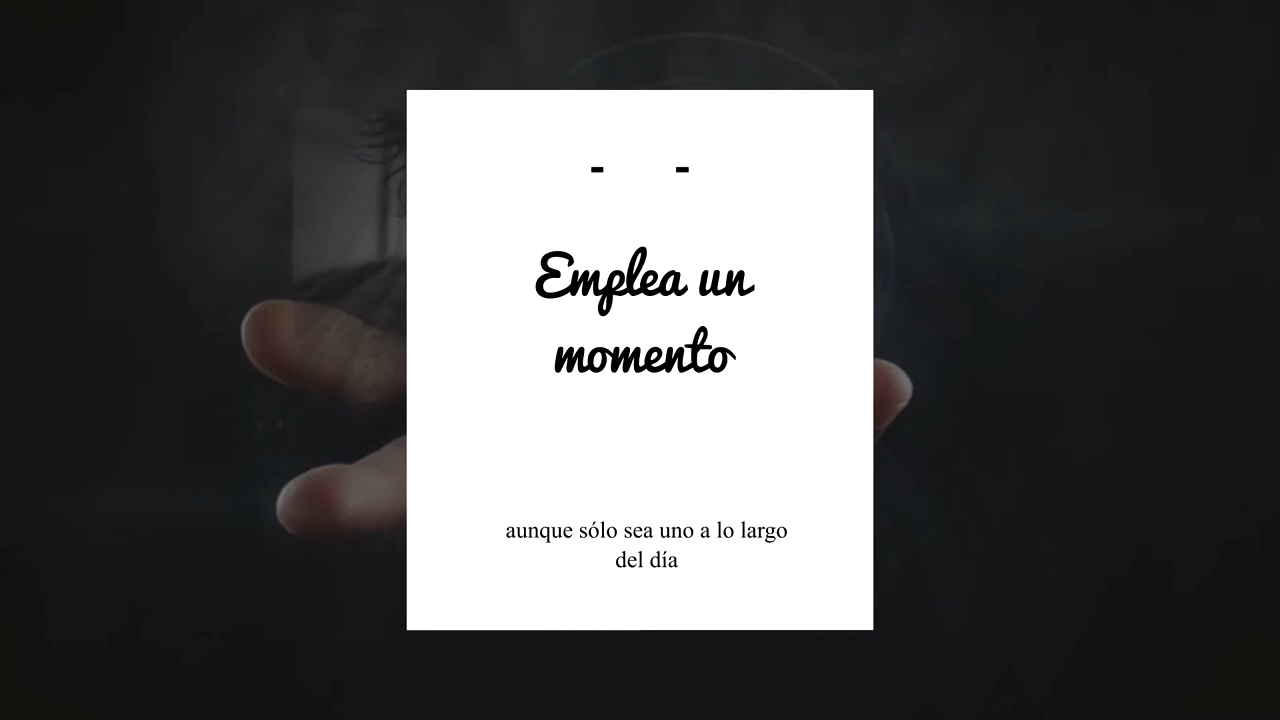 - -
Emplea un
momento
aunque sólo sea uno a lo largo
del día